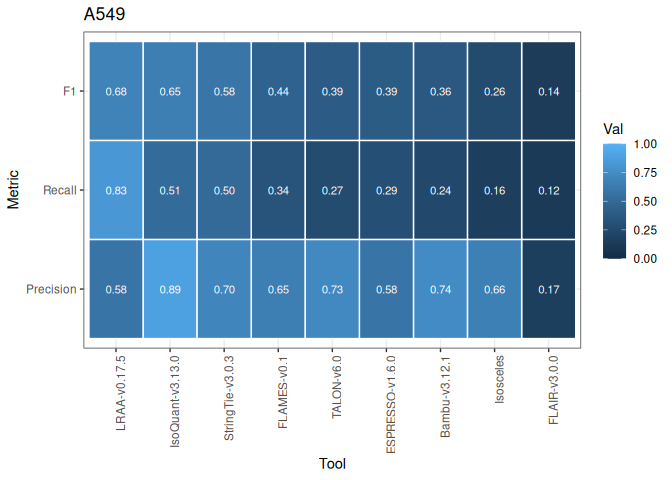 A549
F1 0.68 0.65 0.58 0.44 0.39 0.39 0.36 0.26 0.14
Recall 0.83 0.51 0.50 0.34 0.27 0.29 0.24 0.16 0.12
Precision 0.58 0.89 0.70 0.65 0.73 0.58 0.74 0.66 0.17
Metric
LRAA-v0.17.5
IsoQuant-v3.13.0
StringTie-v3.0.3
FLAMES-v0.1
TALON-v6.0
ESPRESSO-v1.6.0
Bambu-v3.12.1
Isosceles
FLAIR-v3.0.0
Tool
Val
1.00
0.75
0.50
0.25
0.00